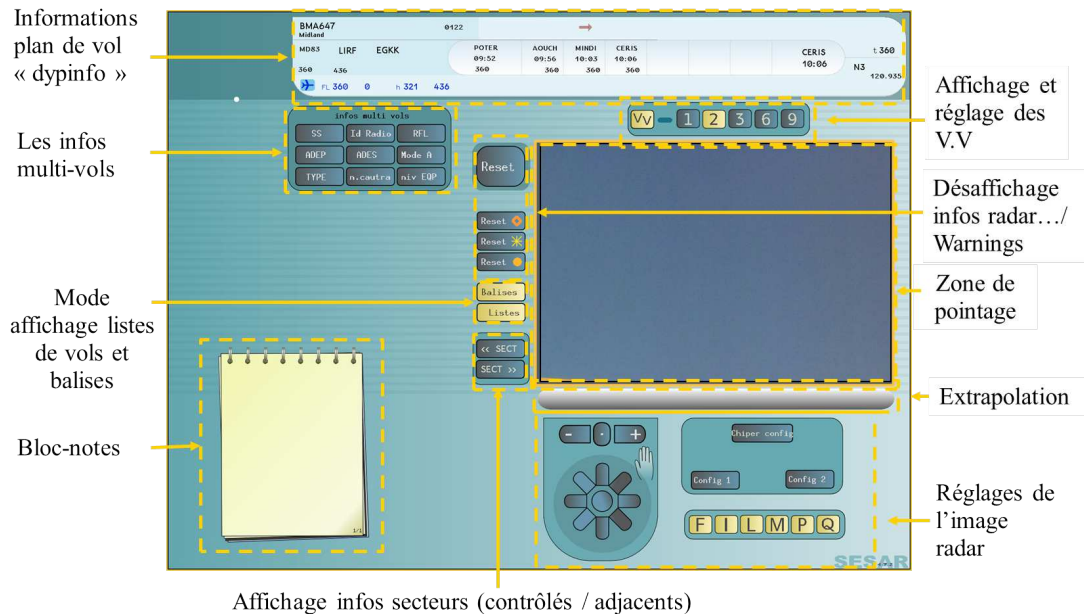 Informations
plan de vol
« dypinfo »
BMA647
0422
Midland
MD83 LIRF EGKK
360 436
FL 360 0 h 321 436
POTER AOUCH MINDI CERIS
09:52 09:56 10:03 10:06
360 360 360 360
CERIS
10:06
t 360
N3
120.935
Les infos
multi-vols
infos multi vols
SS Id Radio RFL
ADEP ADES Mode A
TYPE n.cautra niv EQP
VV 1 2 3 6 9
Affichage et
réglage des
V.V
Reset
Reset
Reset
Reset
Balises
Listes
<< SECT
SECT >>
Désaffichage
infos radar…/
Warnings
Zone de
pointage
Mode
affichage listes
de vols et
balises
Extrapolation
Bloc-notes
1/1
- · +
Chiper config
Config 1 Config 2
F I L M P Q
Réglages de
l’image
radar
SESAR
Affichage infos secteurs (contrôlés / adjacents)